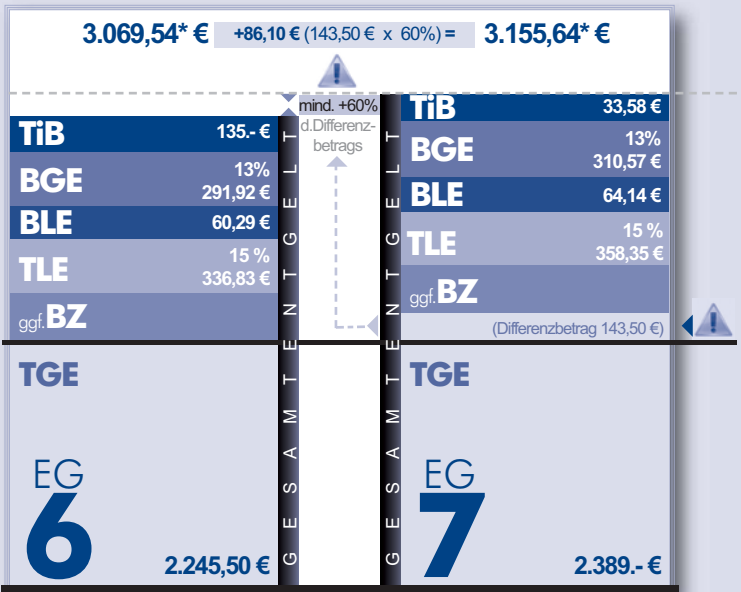 3.069,54* € +86,10 € (143,50 € x 60%) = 3.155,64* €
!
TiB 135.- €
BGE 13%
291,92 €
BLE 60,29 €
TLE 15 %
336,83 €
ggf. BZ
TGE
EG
6
2.245,50 €
GESAMTENTGELT
mind. +60%
d.Differenz-
betrags
GESAMTENTGELT
TiB 33,58 €
BGE 13%
310,57 €
BLE 64,14 €
TLE 15 %
358,35 €
ggf. BZ
(Differenzbetrag 143,50 €)
!
TGE
EG
7
2.389.- €